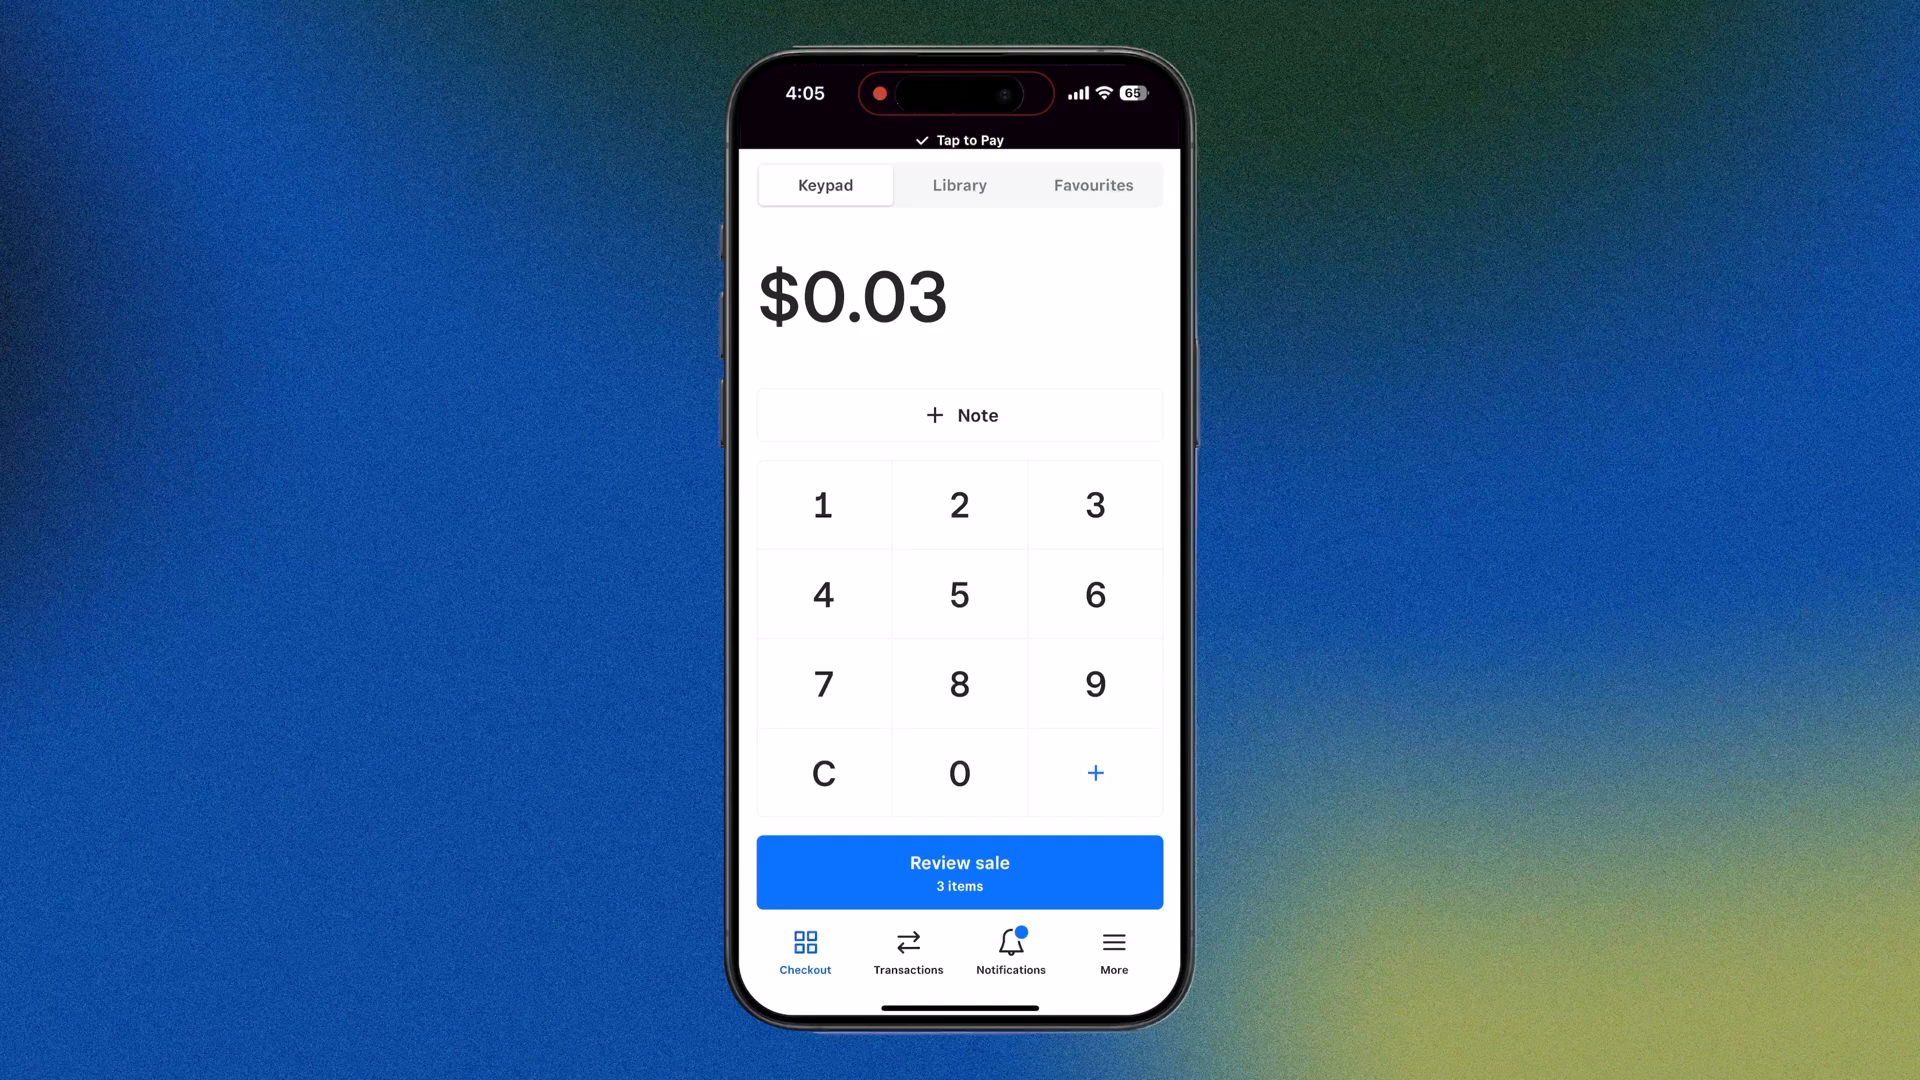 4:05
65
Tap to Pay
Keypad
Library
Favourites
$0.03
+ Note
1
2
3
4
5
6
7
8
9
C
0
+
Review sale
3 items
Checkout
Transactions
Notifications
More